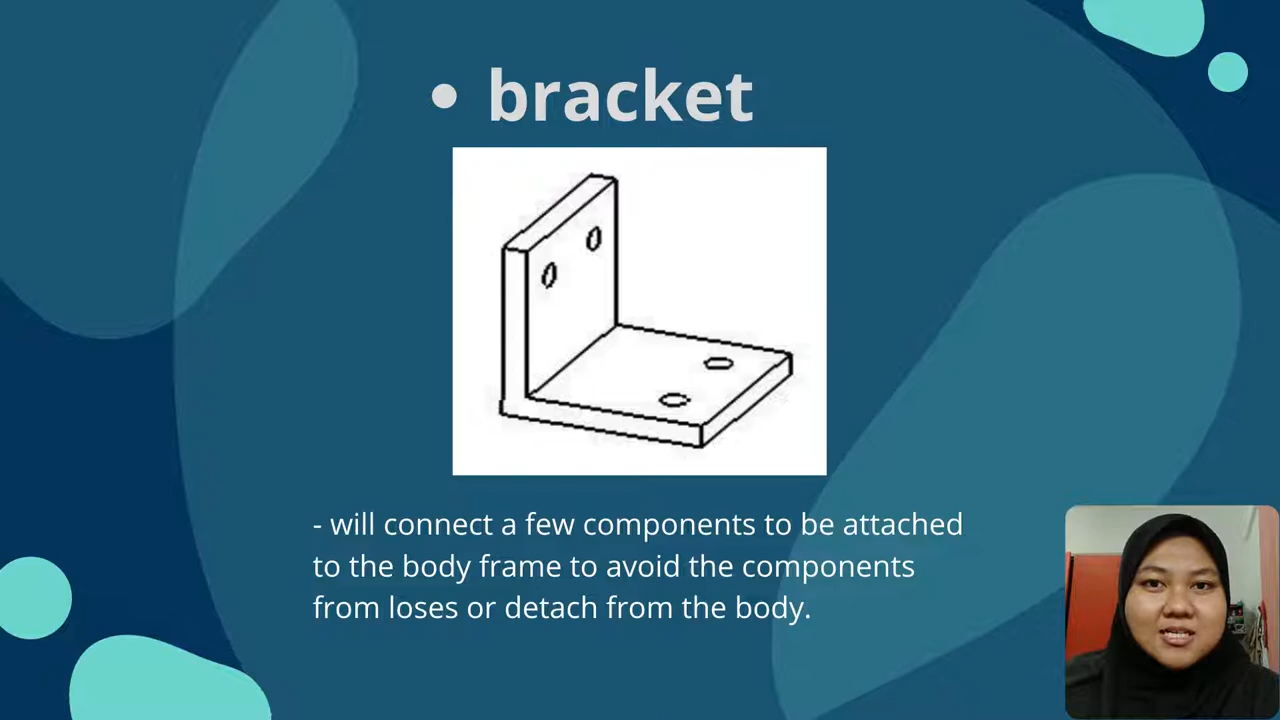 • bracket
- will connect a few components to be attached
to the body frame to avoid the components
from loses or detach from the body.